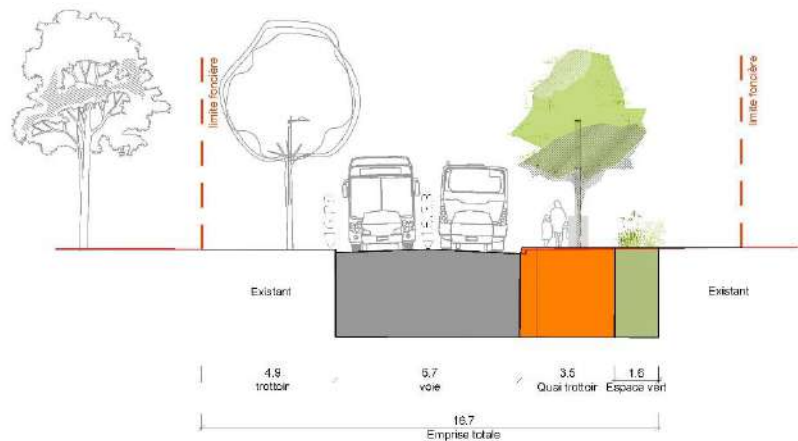 limite foncière
limite foncière
Existant
Existant
4.9
6.7
3.5
1.6
trottoir
voie
Quai trottoir
Espace vert
16.7
Emprise totale